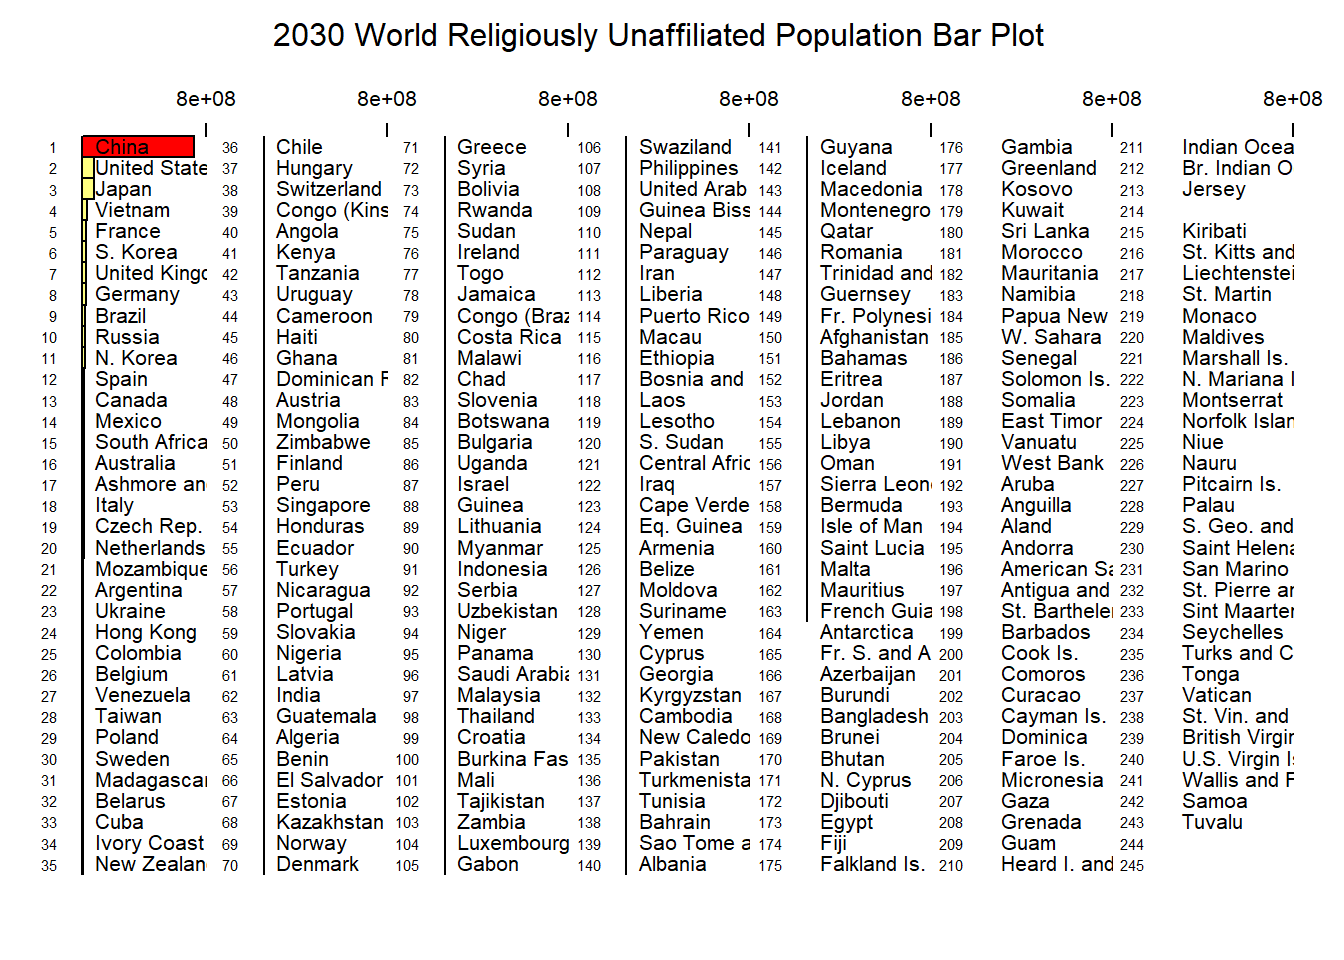 2030 World Religiously Unaffiliated Population Bar Plot
8e+08 8e+08 8e+08 8e+08 8e+08 8e+08 8e+08
1 China 36 Chile 71 Greece 106 Swaziland 141 Guyana 176 Gambia 211 Indian Ocea
2 United State 37 Hungary 72 Syria 107 Philippines 142 Iceland 177 Greenland 212 Br. Indian O
3 Japan 38 Switzerland 73 Bolivia 108 United Arab 143 Macedonia 178 Kosovo 213 Jersey
4 Vietnam 39 Congo (Kins 74 Rwanda 109 Guinea Biss 144 Montenegro 179 Kuwait 214
5 France 40 Angola 75 Sudan 110 Nepal 145 Qatar 180 Sri Lanka 215 Kiribati
6 S. Korea 41 Kenya 76 Ireland 111 Paraguay 146 Romania 181 Morocco 216 St. Kitts and
7 United Kingd 42 Tanzania 77 Togo 112 Iran 147 Trinidad and 182 Mauritania 217 Liechtenstei
8 Germany 43 Uruguay 78 Jamaica 113 Liberia 148 Guernsey 183 Namibia 218 St. Martin
9 Brazil 44 Cameroon 79 Congo (Braz 114 Puerto Rico 149 Fr. Polynesi 184 Papua New 219 Monaco
10 Russia 45 Haiti 80 Costa Rica 115 Macau 150 Afghanistan 185 W. Sahara 220 Maldives
11 N. Korea 46 Ghana 81 Malawi 116 Ethiopia 151 Bahamas 186 Senegal 221 Marshall Is.
12 Spain 47 Dominican R 82 Chad 117 Bosnia and 152 Eritrea 187 Solomon Is. 222 N. Mariana I
13 Canada 48 Austria 83 Slovenia 118 Laos 153 Jordan 188 Somalia 223 Montserrat
14 Mexico 49 Mongolia 84 Botswana 119 Lesotho 154 Lebanon 189 East Timor 224 Norfolk Islan
15 South Africa 50 Zimbabwe 85 Bulgaria 120 S. Sudan 155 Libya 190 Vanuatu 225 Niue
16 Australia 51 Finland 86 Uganda 121 Central Afric 156 Oman 191 West Bank 226 Nauru
17 Ashmore an 52 Peru 87 Israel 122 Iraq 157 Sierra Leon 192 Aruba 227 Pitcairn Is.
18 Italy 53 Singapore 88 Guinea 123 Cape Verde 158 Bermuda 193 Anguilla 228 Palau
19 Czech Rep. 54 Honduras 89 Lithuania 124 Eq. Guinea 159 Isle of Man 194 Aland 229 S. Geo. and
20 Netherlands 55 Ecuador 90 Myanmar 125 Armenia 160 Saint Lucia 195 Andorra 230 Saint Helena
21 Mozambique 56 Turkey 91 Indonesia 126 Belize 161 Malta 196 American Sa 231 San Marino
22 Argentina 57 Nicaragua 92 Serbia 127 Moldova 162 Mauritius 197 Antigua and 232 St. Pierre an
23 Ukraine 58 Portugal 93 Uzbekistan 128 Suriname 163 French Guia 198 St. Barthelem 233 Sint Maarten
24 Hong Kong 59 Slovakia 94 Niger 129 Yemen 164 Antarctica 199 Barbados 234 Seychelles
25 Colombia 60 Nigeria 95 Panama 130 Cyprus 165 Fr. S. and A 200 Cook Is. 235 Turks and C
26 Belgium 61 Latvia 96 Saudi Arabia 131 Georgia 166 Azerbaijan 201 Comoros 236 Tonga
27 Venezuela 62 India 97 Malaysia 132 Kyrgyzstan 167 Burundi 202 Curacao 237 Vatican
28 Taiwan 63 Guatemala 98 Thailand 133 Cambodia 168 Bangladesh 203 Cayman Is. 238 St. Vin. and
29 Poland 64 Algeria 99 Croatia 134 New Caledo 169 Brunei 204 Dominica 239 British Virgin
30 Sweden 65 Benin 100 Burkina Fas 135 Pakistan 170 Bhutan 205 Faroe Is. 240 U.S. Virgin Is
31 Madagascar 66 El Salvador 101 Mali 136 Turkmenista 171 N. Cyprus 206 Micronesia 241 Wallis and F
32 Belarus 67 Estonia 102 Tajikistan 137 Tunisia 172 Djibouti 207 Gaza 242 Samoa
33 Cuba 68 Kazakhstan 103 Zambia 138 Bahrain 173 Egypt 208 Grenada 243 Tuvalu
34 Ivory Coast 69 Norway 104 Luxembourg 139 Sao Tome a 174 Fiji 209 Guam 244
35 New Zealan 70 Denmark 105 Gabon 140 Albania 175 Falkland Is. 210 Heard I. and 245